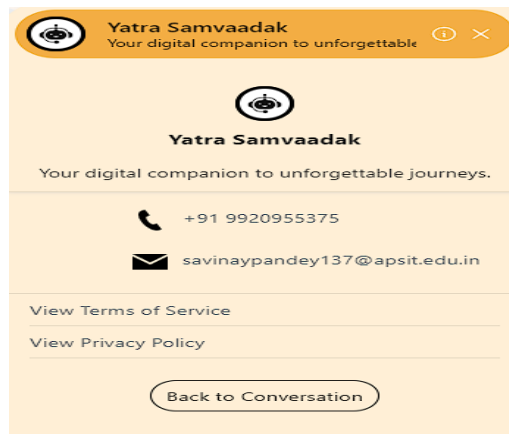 Yatra Samvaadak
Your digital companion to unforgettable
Yatra Samvaadak
Your digital companion to unforgettable journeys.
+91 9920955375
savinaypandey137@apsit.edu.in
View Terms of Service
View Privacy Policy
Back to Conversation